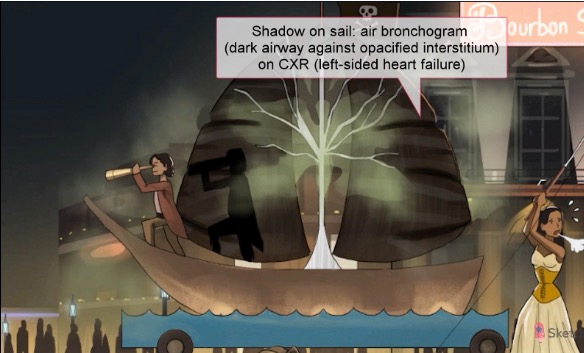 Bourbon S
Shadow on sail: air bronchogram
(dark airway against opacified interstitium)
on CXR (left-sided heart failure)
Sket